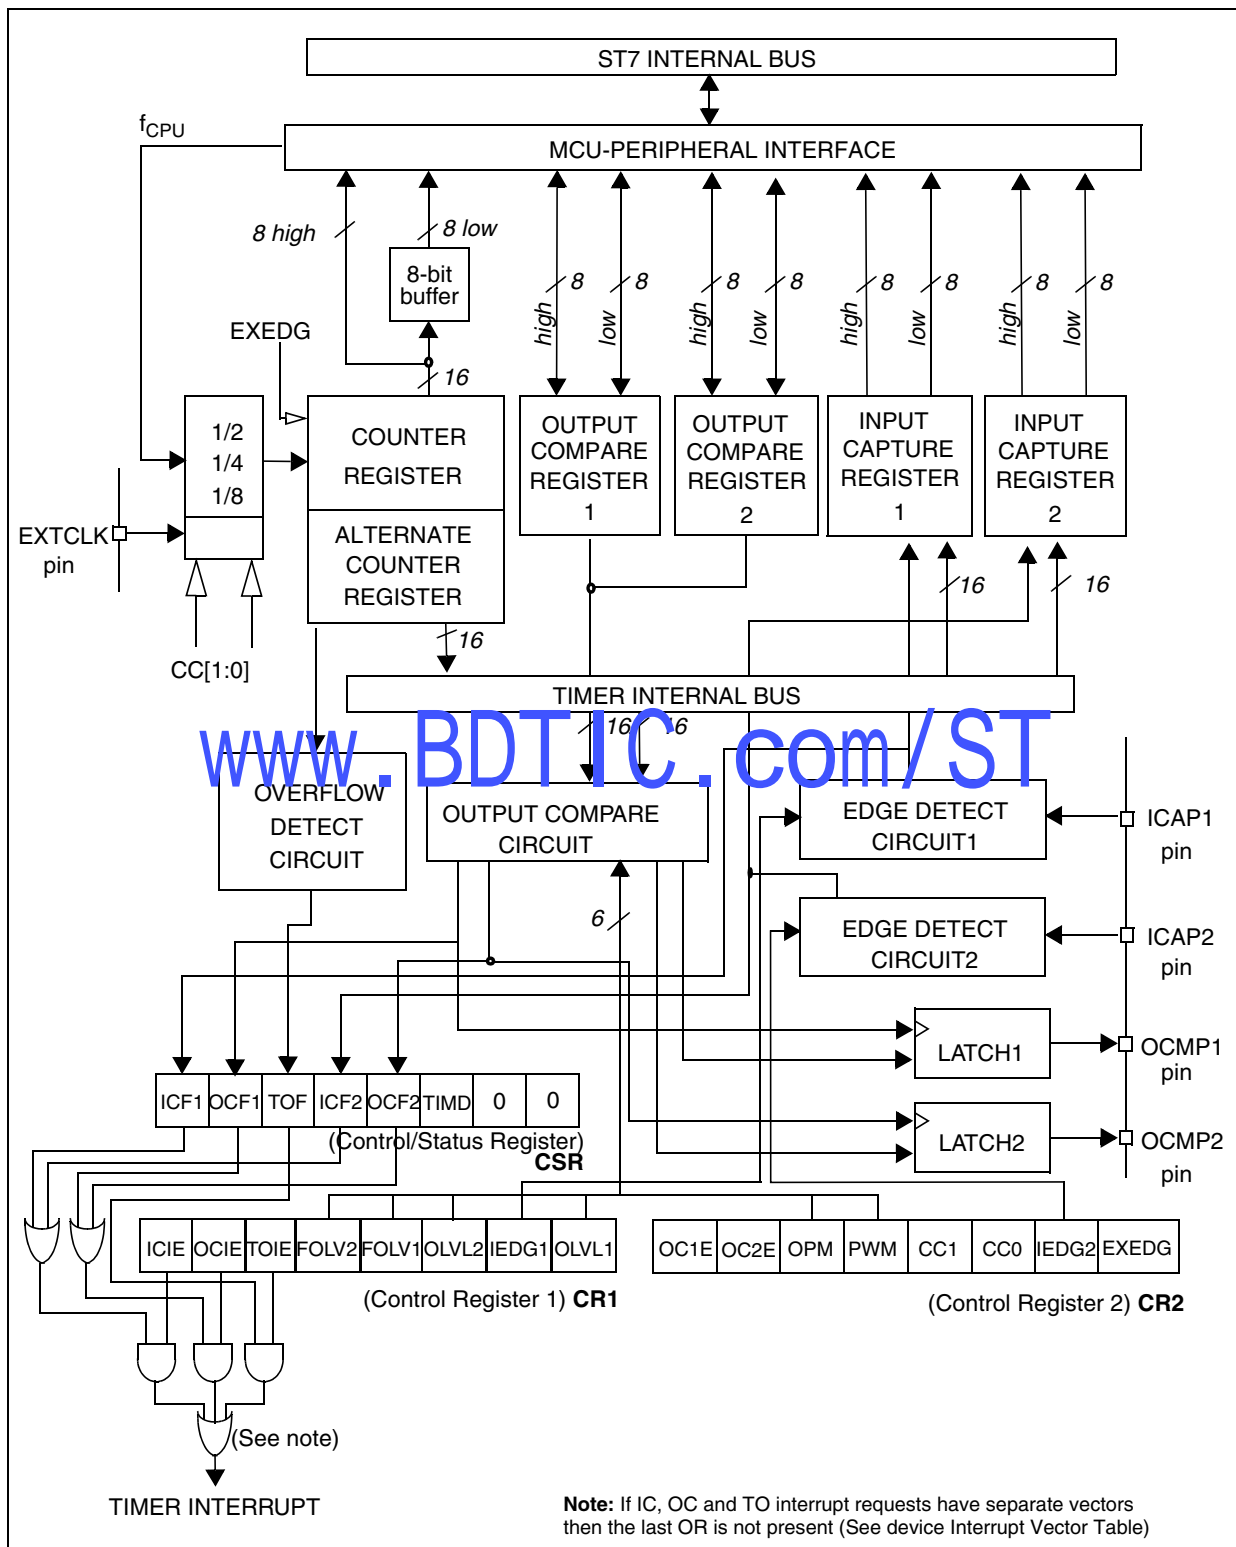 ST7 INTERNAL BUS
fCPU
MCU-PERIPHERAL INTERFACE
8 high
8 low
8-bit
buffer
8
8
8
8
8
8
8
8
high
low
high
low
high
low
high
low
EXEDG
16
1/2
1/4
1/8
COUNTER
REGISTER
OUTPUT
COMPARE
REGISTER
1
OUTPUT
COMPARE
REGISTER
2
INPUT
CAPTURE
REGISTER
1
INPUT
CAPTURE
REGISTER
2
EXTCLK
pin
ALTERNATE
COUNTER
REGISTER
16
16
16
CC[1:0]
TIMER INTERNAL BUS
16
16
www.BDTIC.com/ST
OVERFLOW
DETECT
CIRCUIT
OUTPUT COMPARE
CIRCUIT
EDGE DETECT
CIRCUIT1
ICAP1
pin
6
EDGE DETECT
CIRCUIT2
ICAP2
pin
LATCH1
OCMP1
pin
ICF1 OCF1 TOF ICF2 OCF2 TIMD 0 0
(Control/Status Register)
CSR
LATCH2
OCMP2
pin
ICIE OCIE TOIE FOLV2 FOLV1 OLVL2 IEDG1 OLVL1
(Control Register 1) CR1
OC1E OC2E OPM PWM CC1 CC0 IEDG2 EXEDG
(Control Register 2) CR2
(See note)
TIMER INTERRUPT
Note: If IC, OC and TO interrupt requests have separate vectors
then the last OR is not present (See device Interrupt Vector Table)